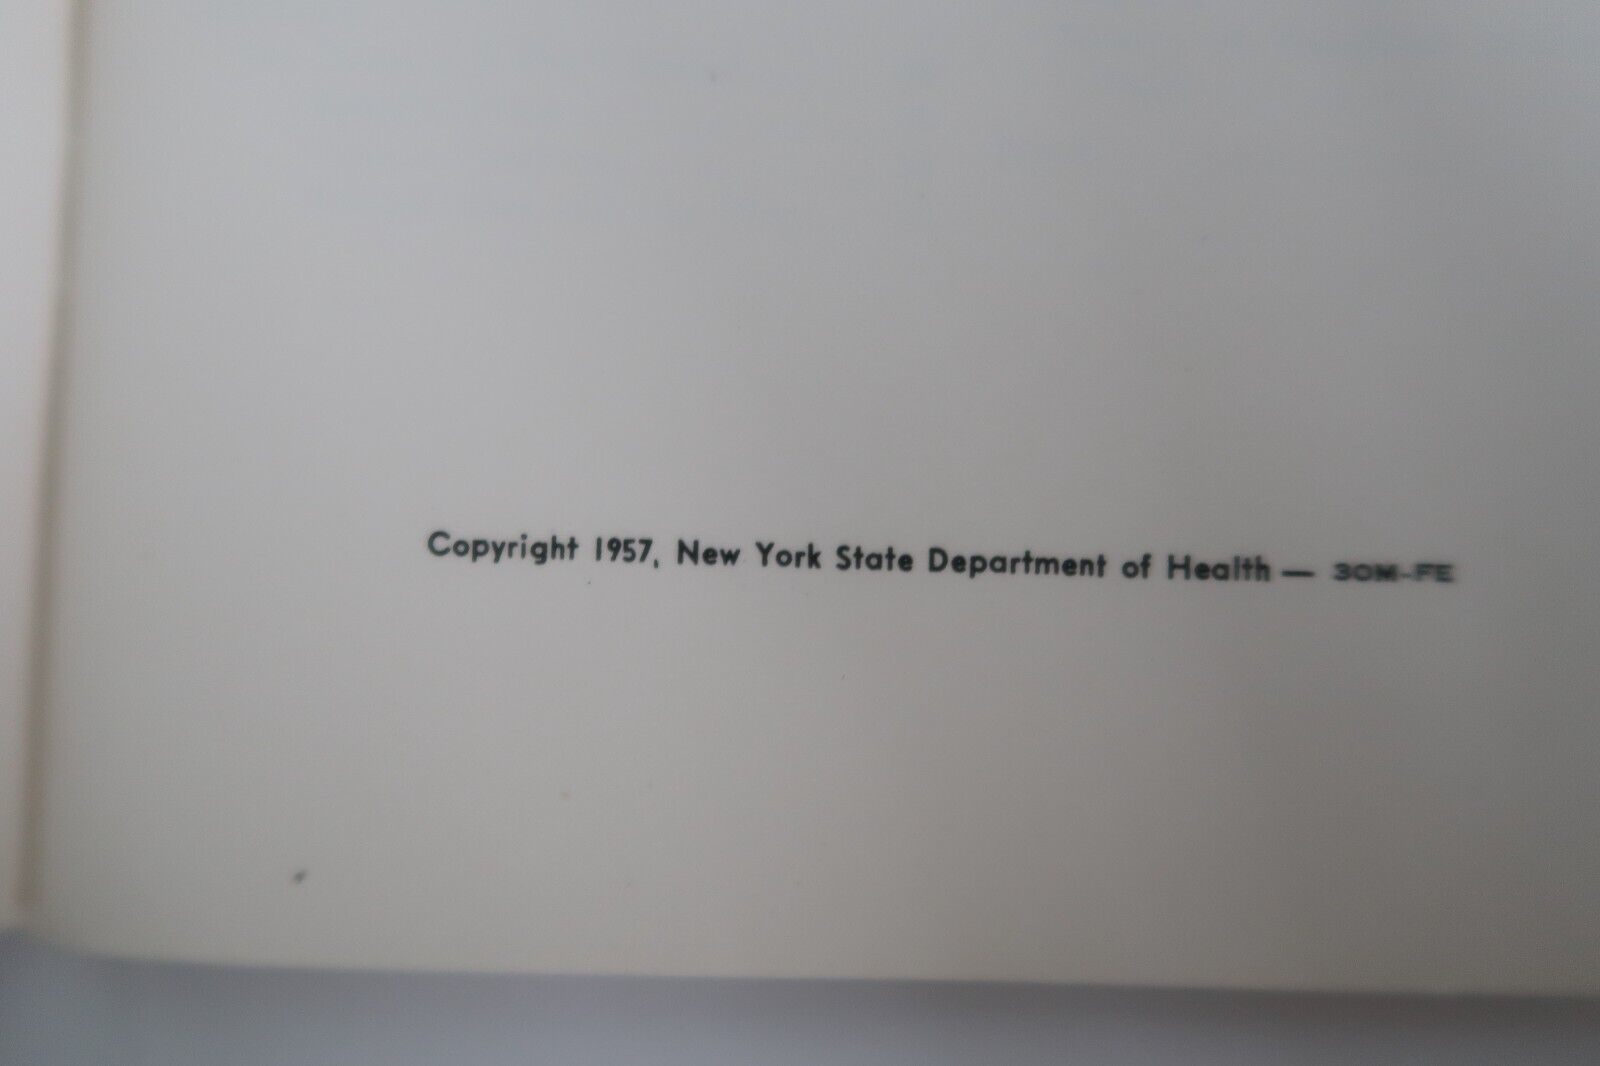 Copyright 1957, New York State Department of Health — 30M-FE